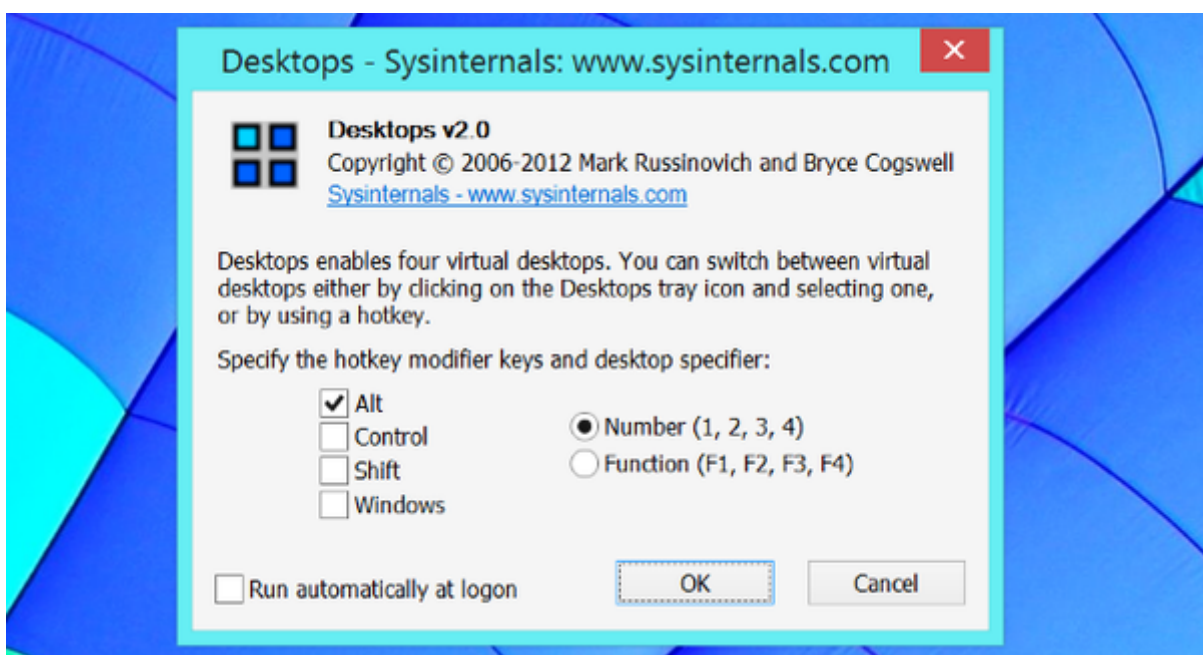 Desktops - Sysinternals: www.sysinternals.com
Desktops v2.0
Copyright © 2006-2012 Mark Russinovich and Bryce Cogswell
Sysinternals - www.sysinternals.com
Desktops enables four virtual desktops. You can switch between virtual
desktops either by clicking on the Desktops tray icon and selecting one,
or by using a hotkey.
Specify the hotkey modifier keys and desktop specifier:
Alt
Control
Shift
Windows
Number (1, 2, 3, 4)
Function (F1, F2, F3, F4)
Run automatically at logon
OK
Cancel